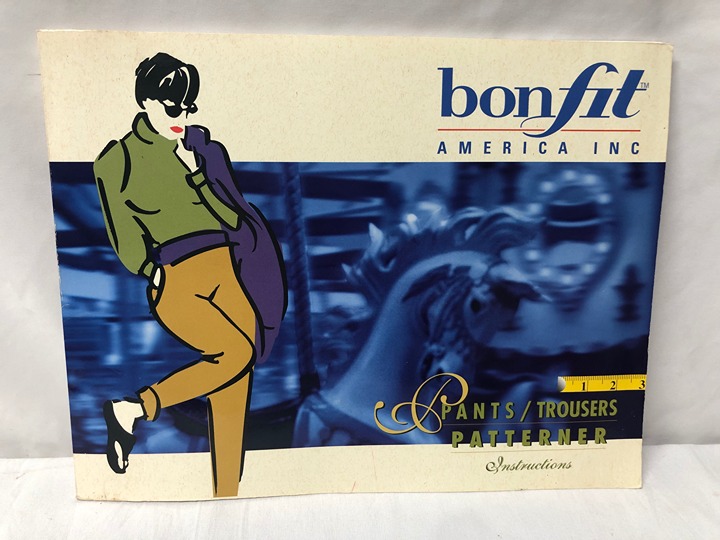 bonfit™
AMERICA INC
1 2 3
PANTS/TROUSERS
PATTERNER
Instructions